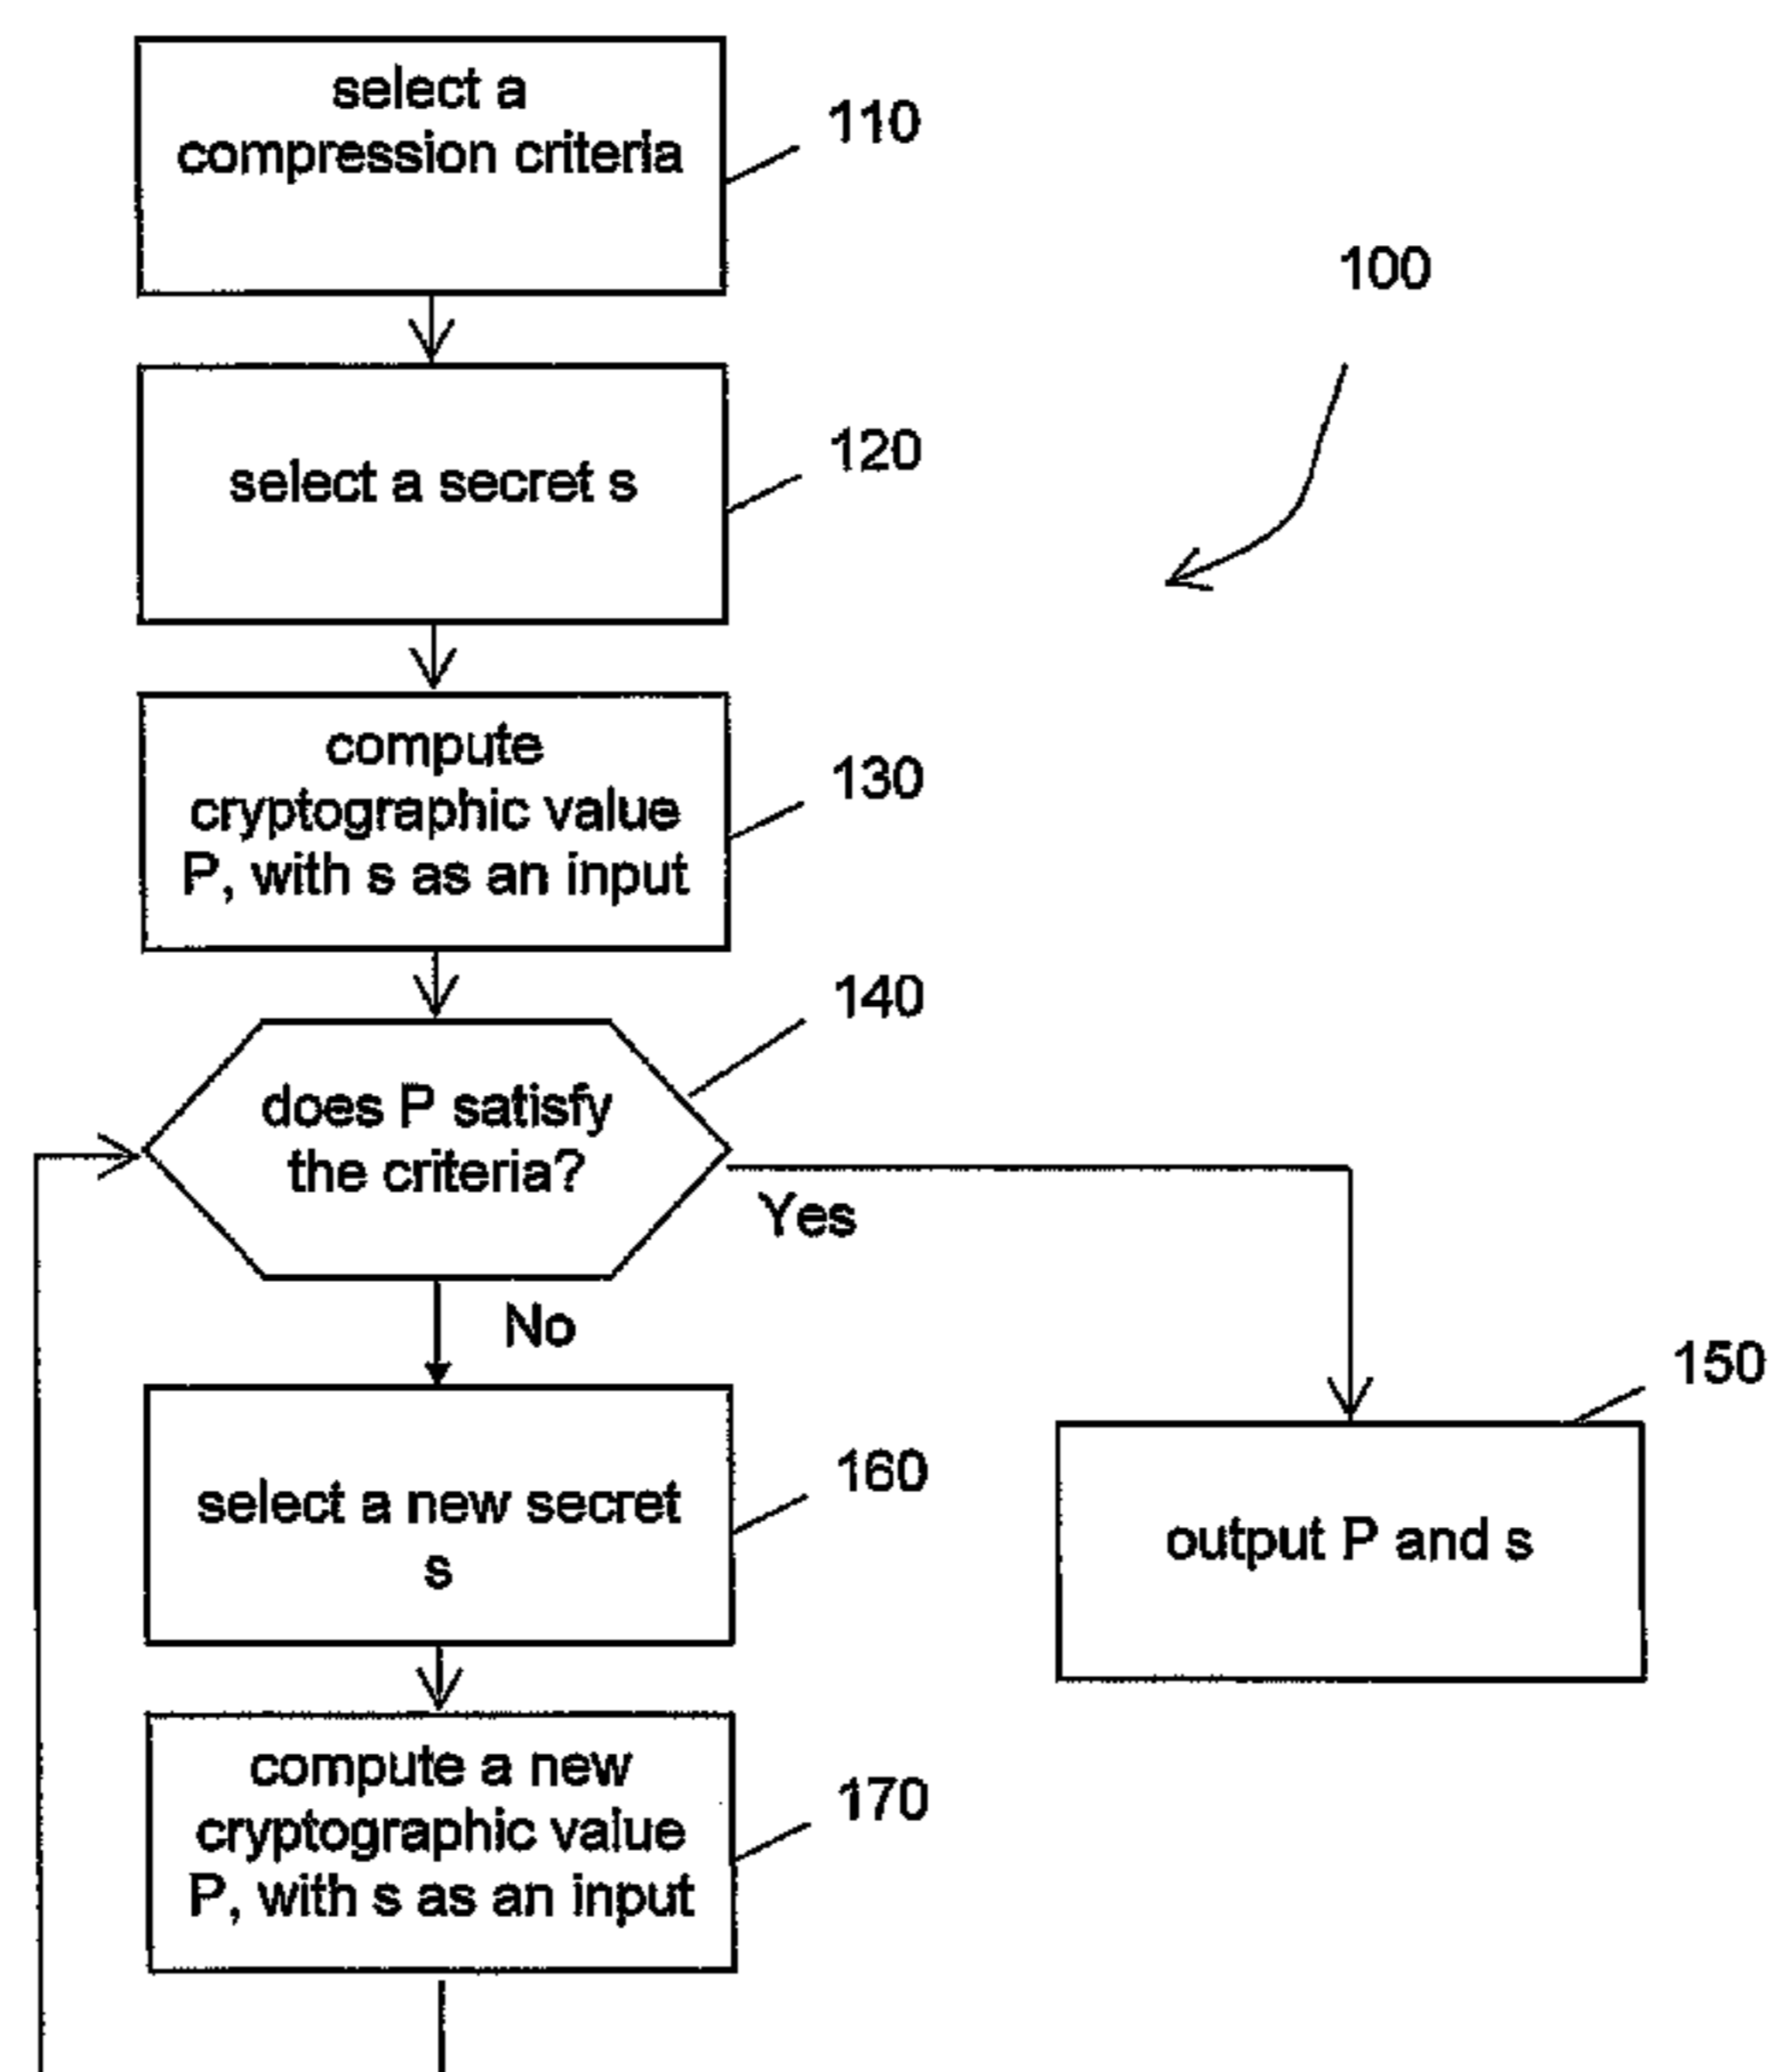 select a
compression criteria
110
100
select a secret s
120
compute
cryptographic value
P, with s as an input
130
140
does P satisfy
the criteria?
Yes
No
150
select a new secret
s
160
output P and s
compute a new
cryptographic value
P, with s as an input
170